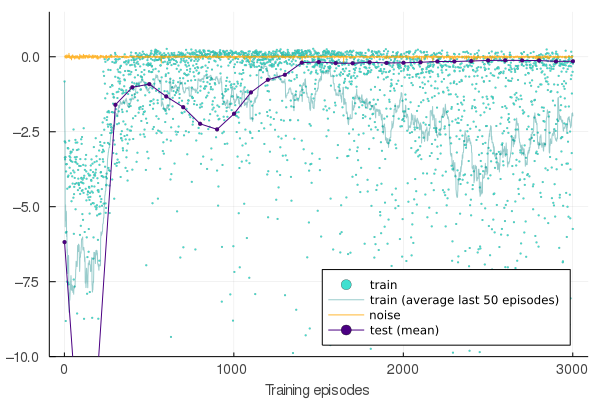 0.0
−2.5
−5.0
−7.5
−10.0
0
1000
2000
3000
Training episodes
train
train (average last 50 episodes)
noise
test (mean)